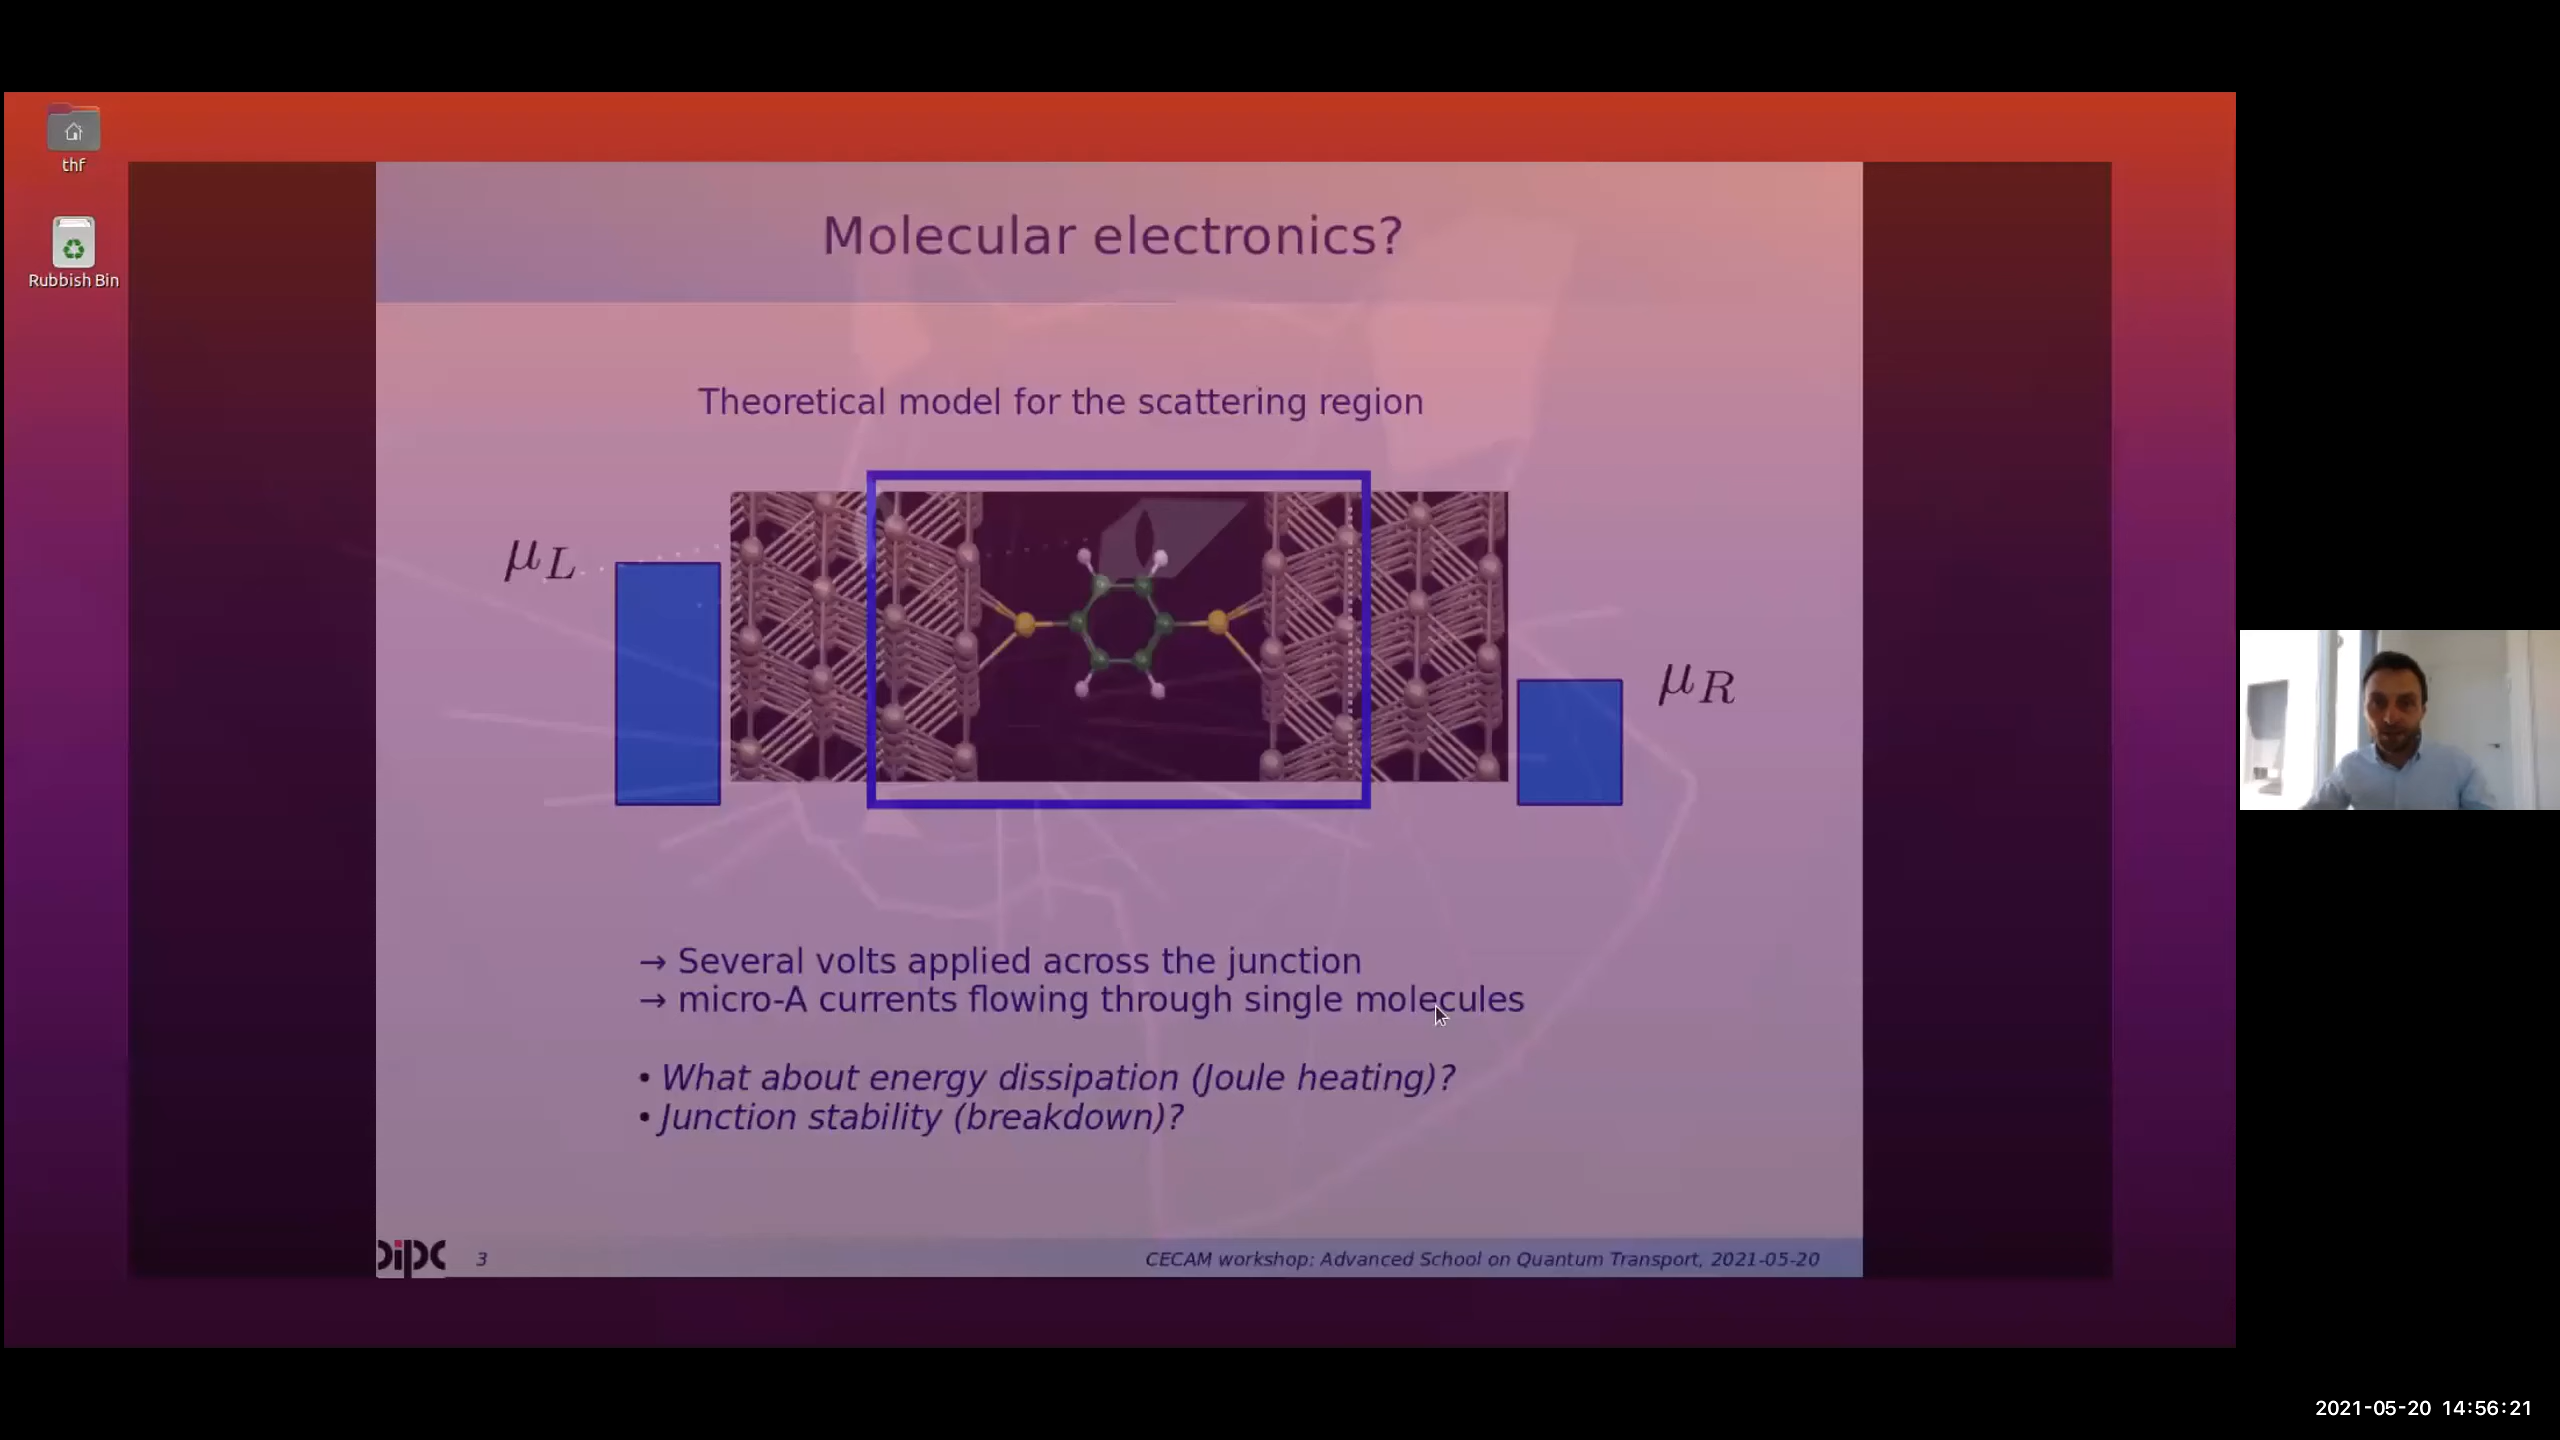 thf
Rubbish Bin
Molecular electronics?
Theoretical model for the scattering region
μL
μR
→ Several volts applied across the junction
→ micro-A currents flowing through single molecules
• What about energy dissipation (Joule heating)?
• Junction stability (breakdown)?
dipc
3
CECAM workshop: Advanced School on Quantum Transport, 2021-05-20
2021-05-20 14:56:21